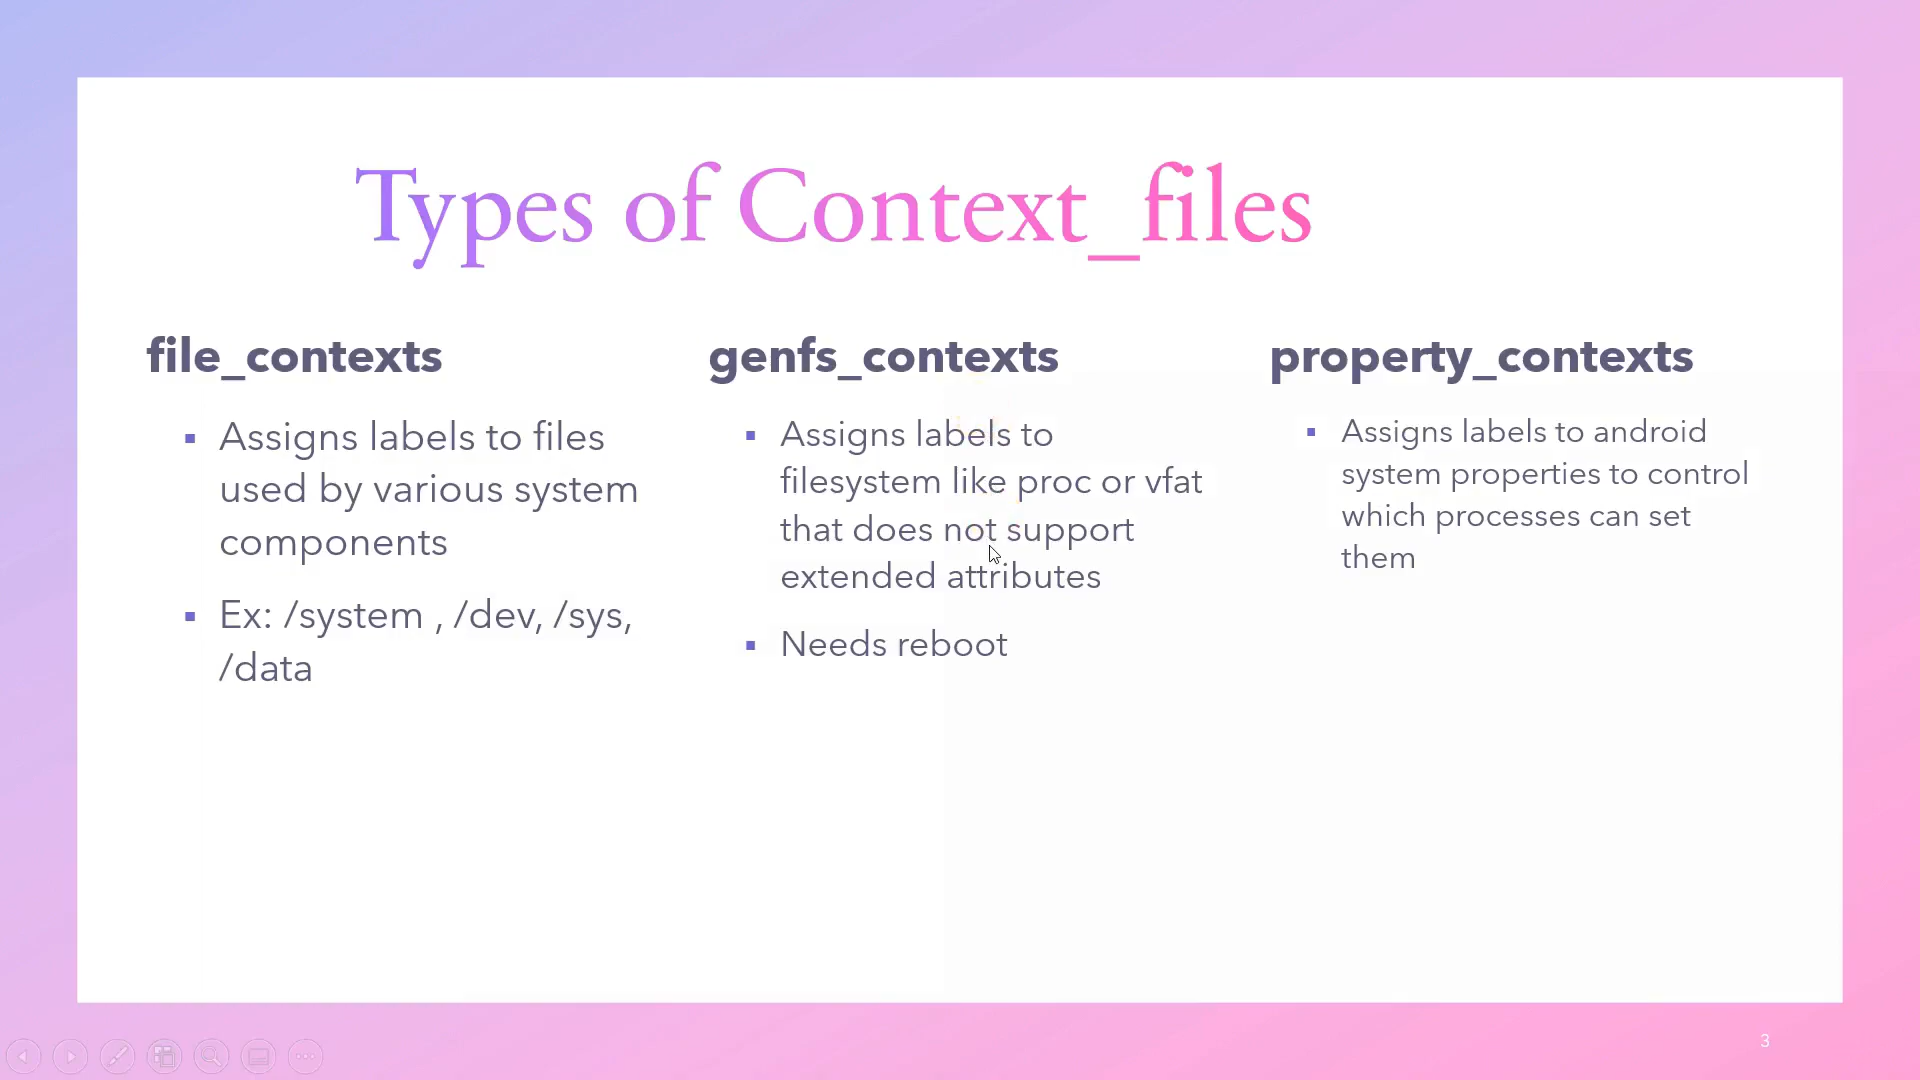 Types of Context_files
file_contexts
▪ Assigns labels to files
used by various system
components
▪ Ex: /system , /dev, /sys,
/data
genfs_contexts
▪ Assigns labels to
filesystem like proc or vfat
that does not support
extended attributes
▪ Needs reboot
property_contexts
▪ Assigns labels to android
system properties to control
which processes can set
them
3